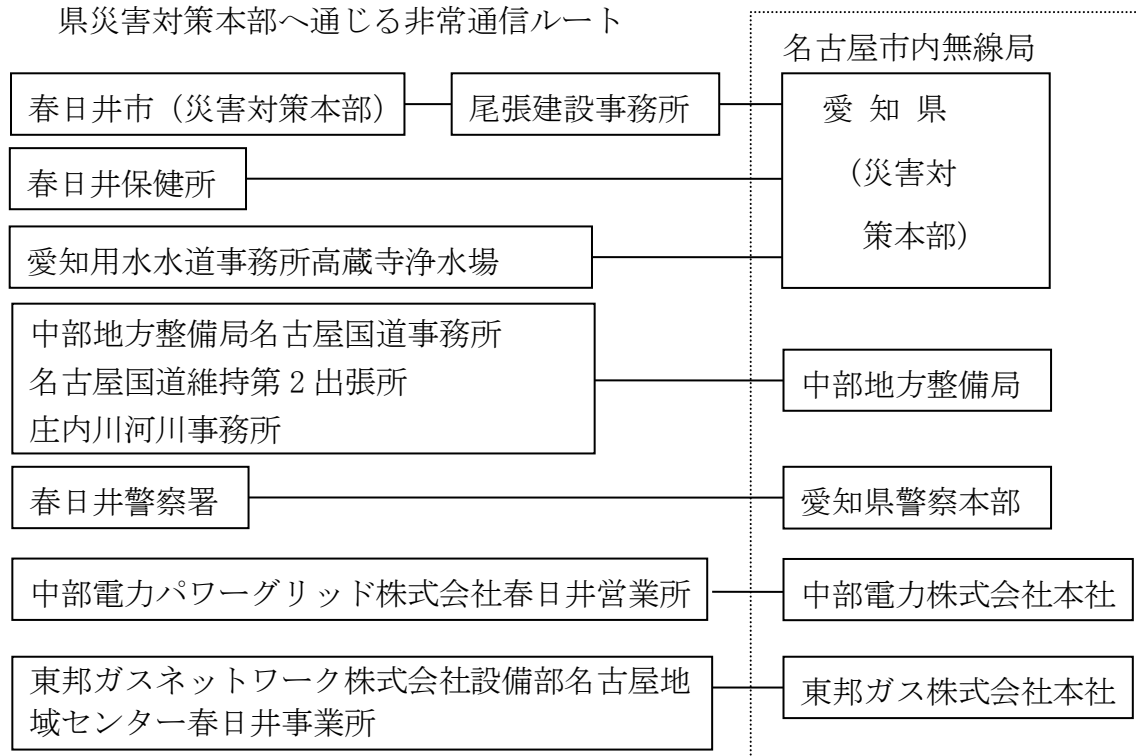 県災害対策本部へ通じる非常通信ルート
名古屋市内無線局
春日井市（災害対策本部）
尾張建設事務所
愛知県
（災害対
策本部）
春日井保健所
愛知用水水道事務所高蔵寺浄水場
中部地方整備局名古屋国道事務所
名古屋国道維持第２出張所
庄内川河川事務所
中部地方整備局
春日井警察署
愛知県警察本部
中部電力パワーグリッド株式会社春日井営業所
中部電力株式会社本社
東邦ガスネットワーク株式会社設備部名古屋地
域センター春日井事業所
東邦ガス株式会社本社